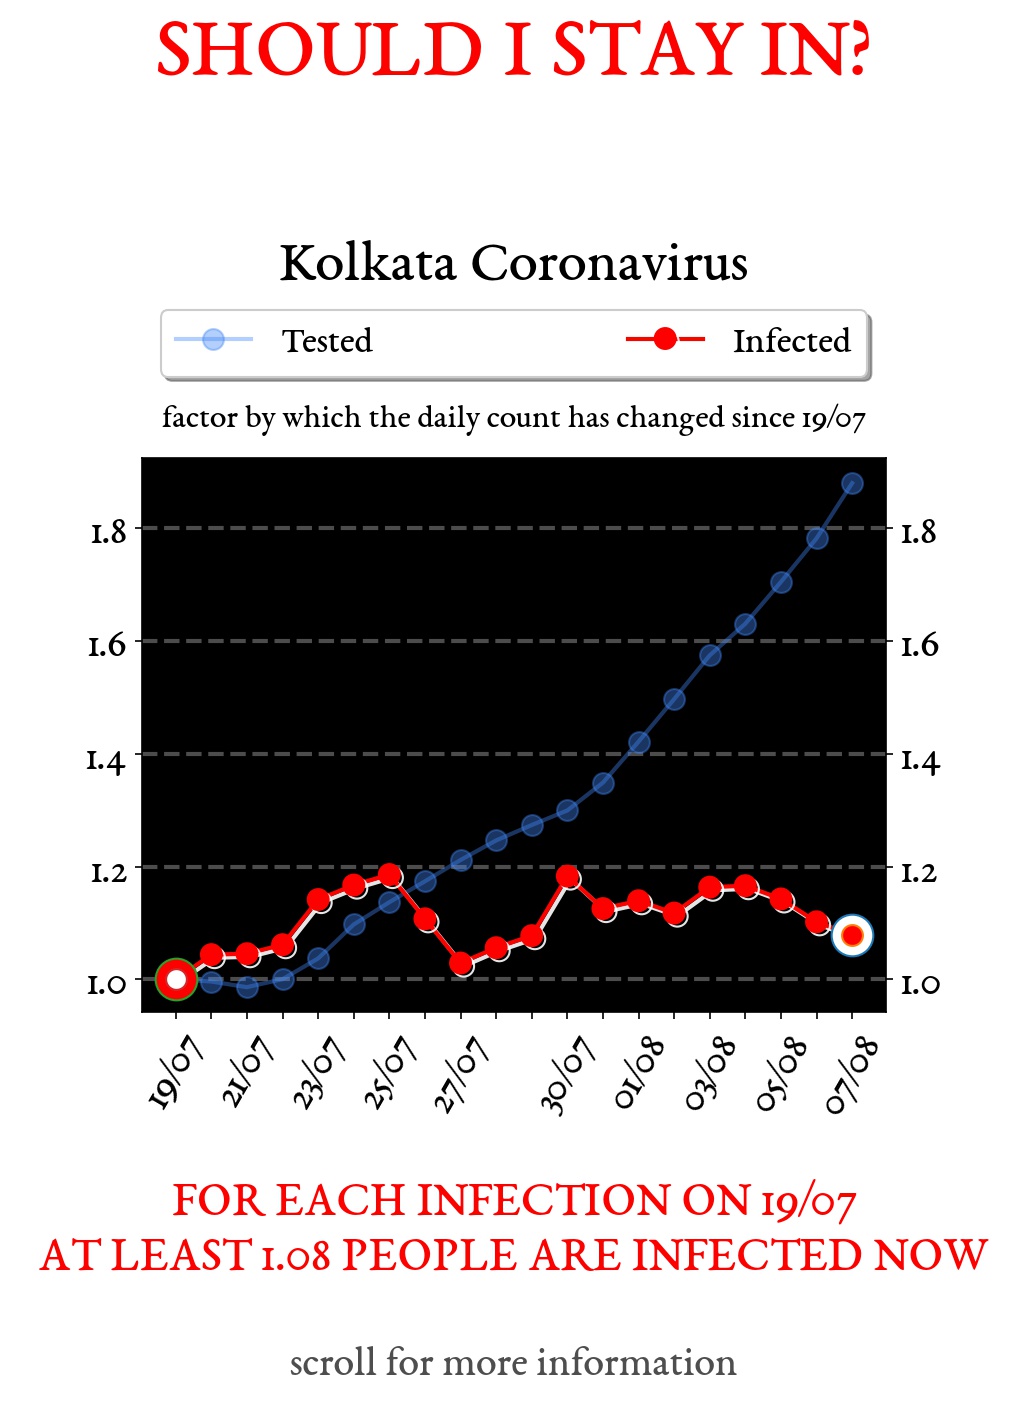 SHOULD I STAY IN?
Kolkata Coronavirus
Tested Infected
factor by which the daily count has changed since 19/07
1.8 1.8
1.6 1.6
1.4 1.4
1.2 1.2
1.0 1.0
19/07 21/07 23/07 25/07 27/07 30/07 01/08 03/08 05/08 07/08
FOR EACH INFECTION ON 19/07
AT LEAST 1.08 PEOPLE ARE INFECTED NOW
scroll for more information